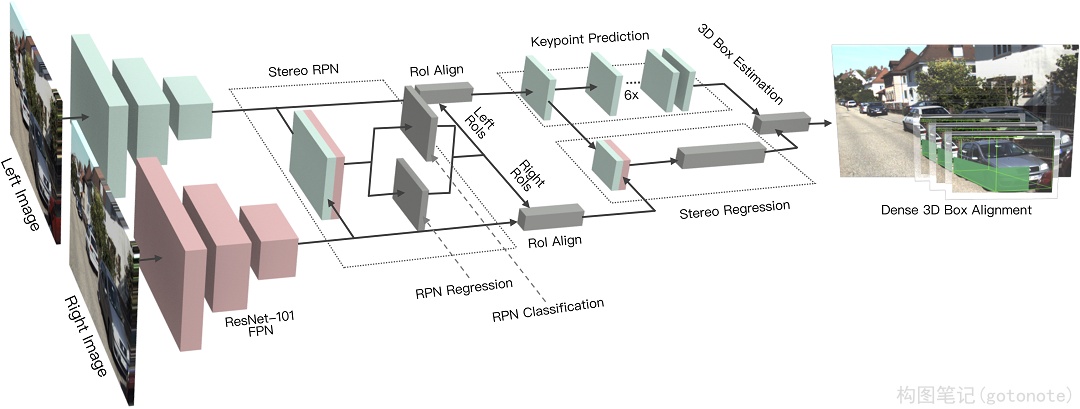 Left Image
Right Image
ResNet-101
FPN
Stereo RPN
RoI Align
Left
RoIs
Right
RoIs
RoI Align
RPN Regression
RPN Classification
Keypoint Prediction
6x
3D Box Estimation
Stereo Regression
Dense 3D Box Alignment
构图笔记(gotonote)